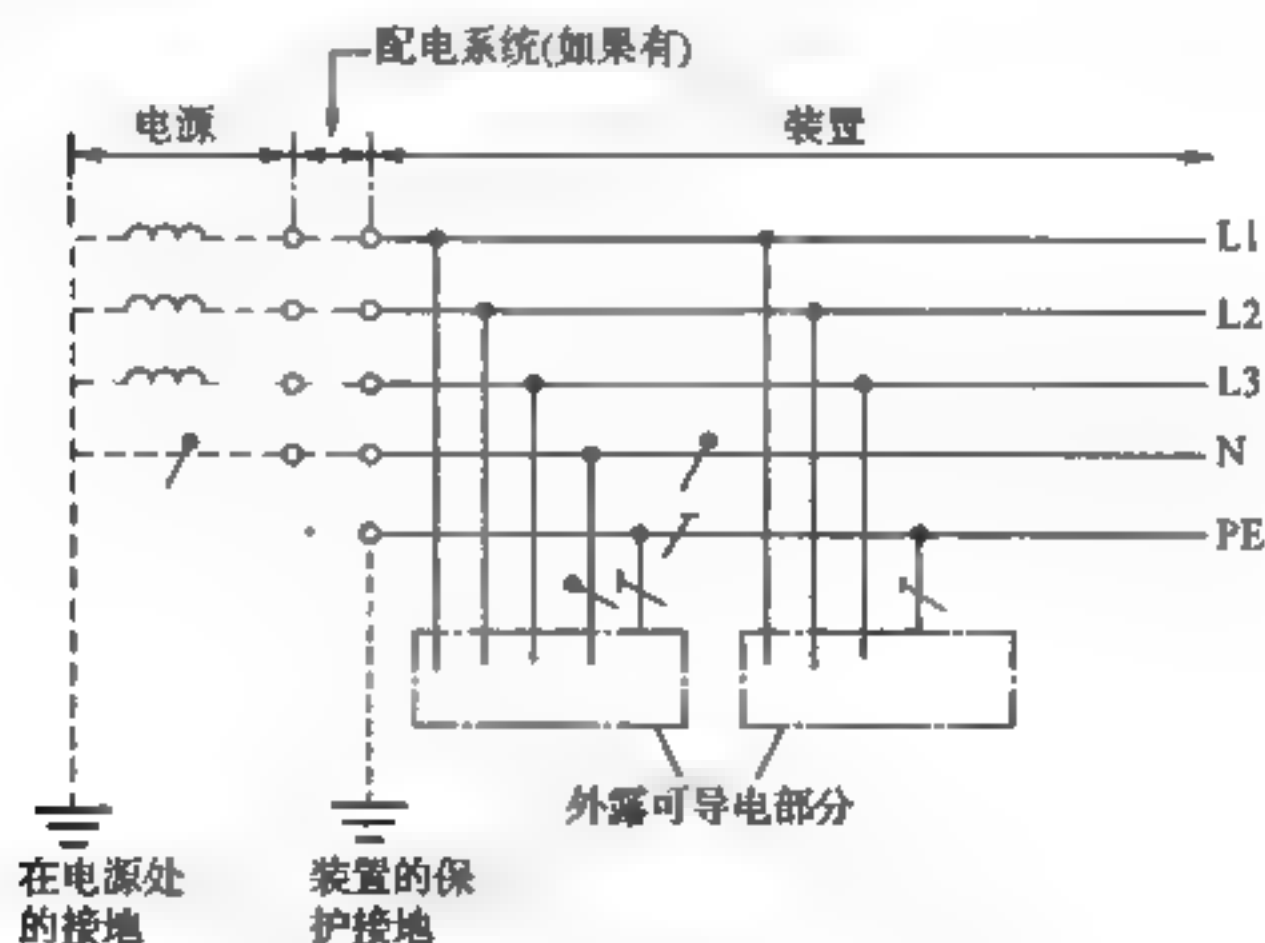 配电系统(如果有)
电源
装置
L1
L2
L3
N
PE
外露可导电部分
在电源处
的接地
装置的保
护接地